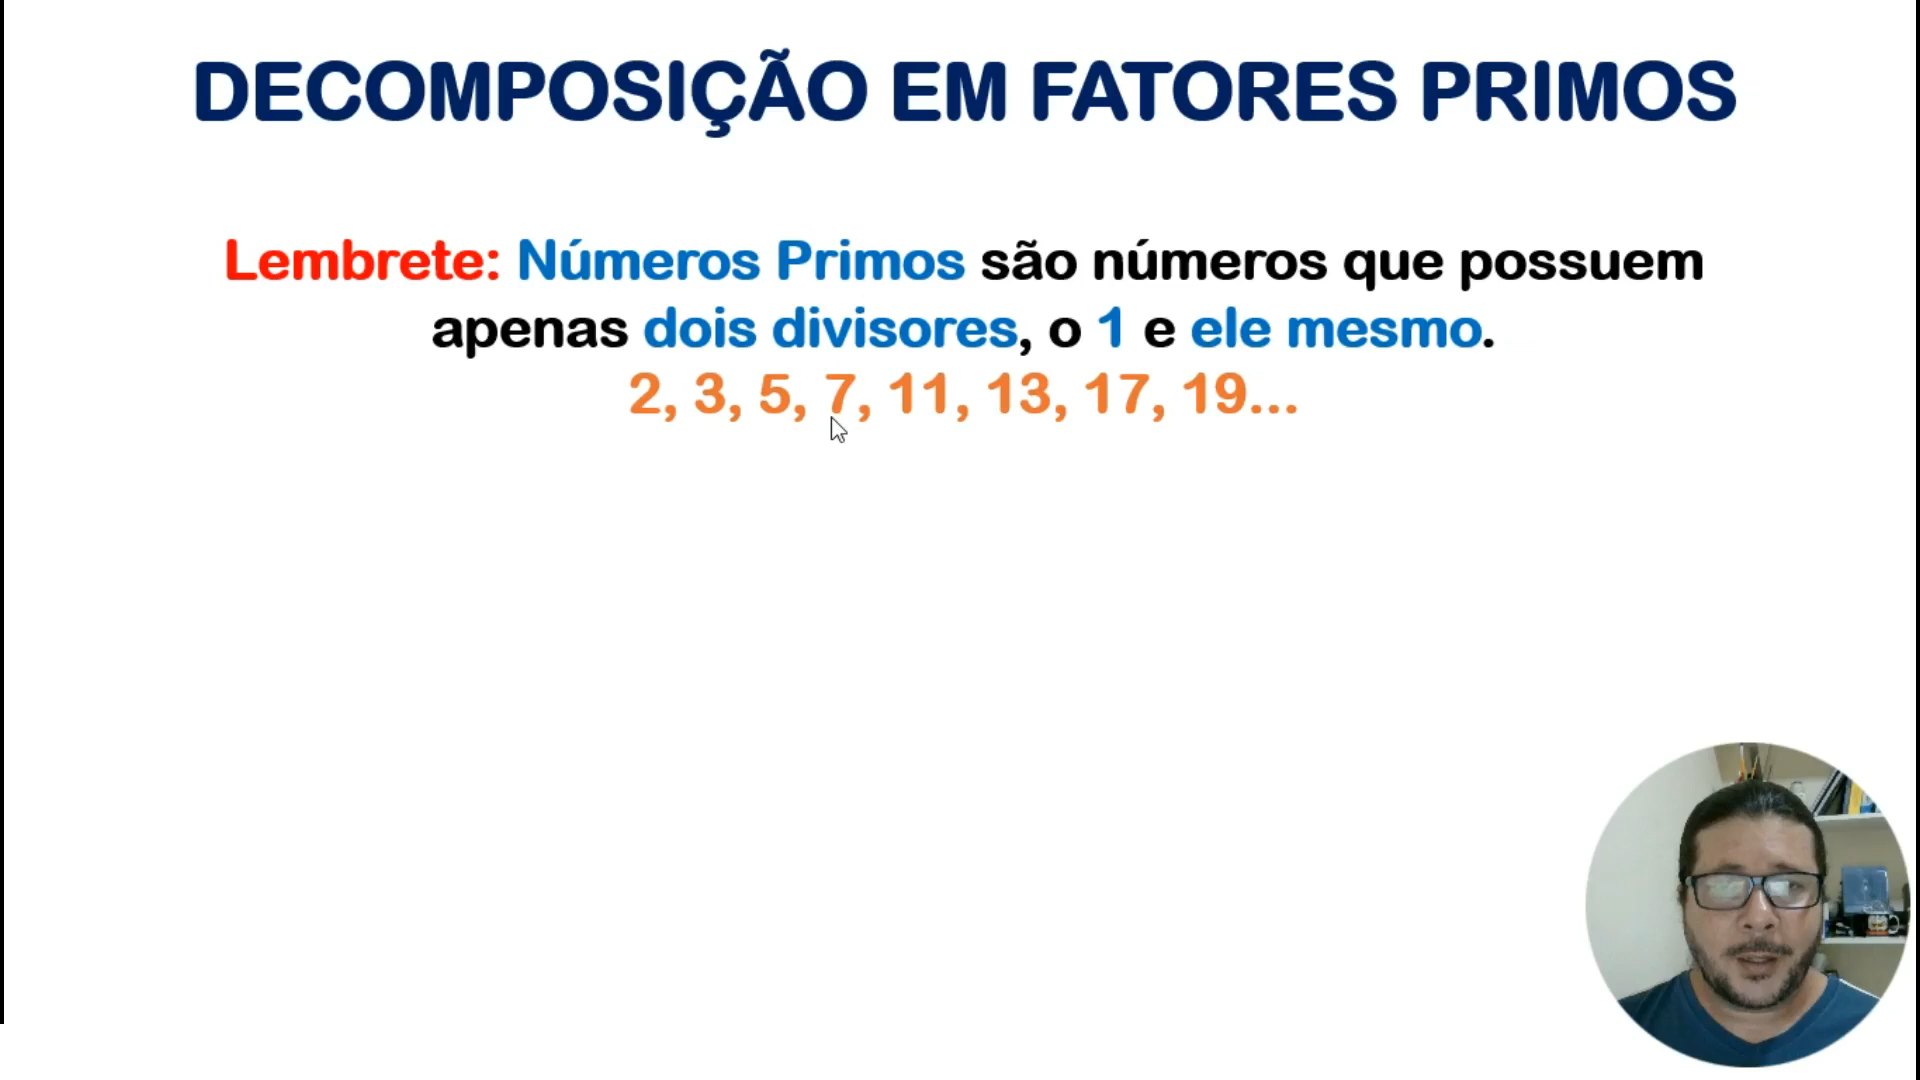 DECOMPOSIÇÃO EM FATORES PRIMOS
Lembrete: Números Primos são números que possuem
apenas dois divisores, o 1 e ele mesmo.
2, 3, 5, 7, 11, 13, 17, 19...